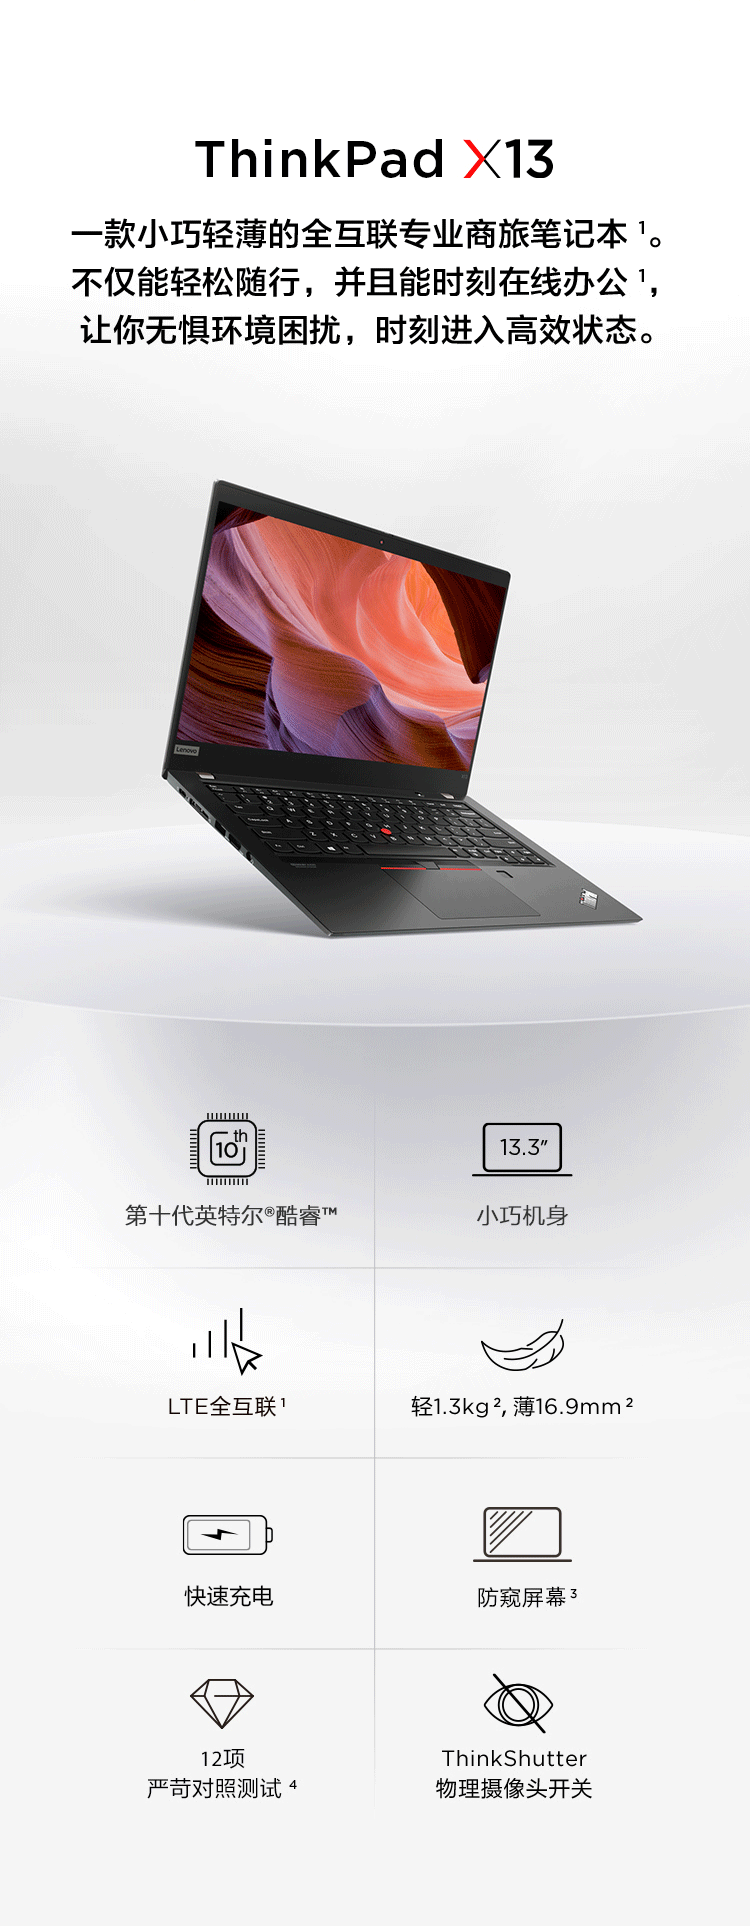 ThinkPad X13
一款小巧轻薄的全互联专业商旅笔记本¹。
不仅能轻松随行，并且能时刻在线办公¹，
让你无惧环境困扰，时刻进入高效状态。
Lenovo
10th
13.3″
第十代英特尔®酷睿™
小巧机身
LTE全互联¹
轻1.3kg², 薄16.9mm²
快速充电
防窥屏幕³
12项
严苛对照测试⁴
ThinkShutter
物理摄像头开关